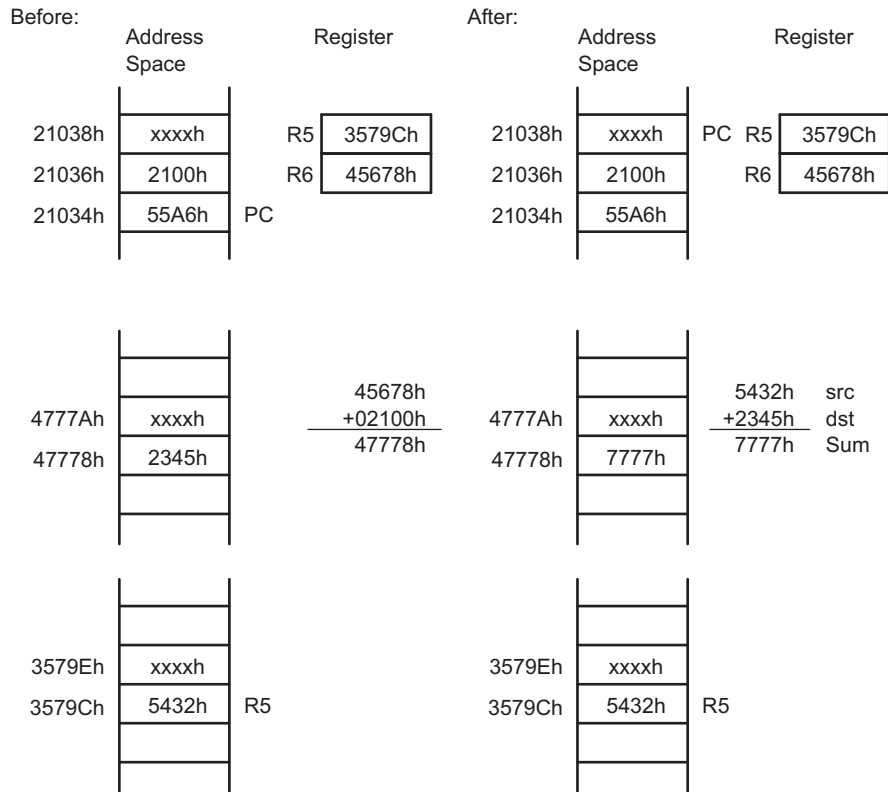 Before:
Address Space
Register
21038h xxxxh
21036h 2100h
21034h 55A6h PC
R5 3579Ch
R6 45678h
4777Ah xxxxh
47778h 2345h
45678h
+02100h
47778h
3579Eh xxxxh
3579Ch 5432h R5
After:
Address Space
Register
21038h xxxxh PC
21036h 2100h
21034h 55A6h
R5 3579Ch
R6 45678h
4777Ah xxxxh
47778h 7777h
5432h src
+2345h dst
7777h Sum
3579Eh xxxxh
3579Ch 5432h R5